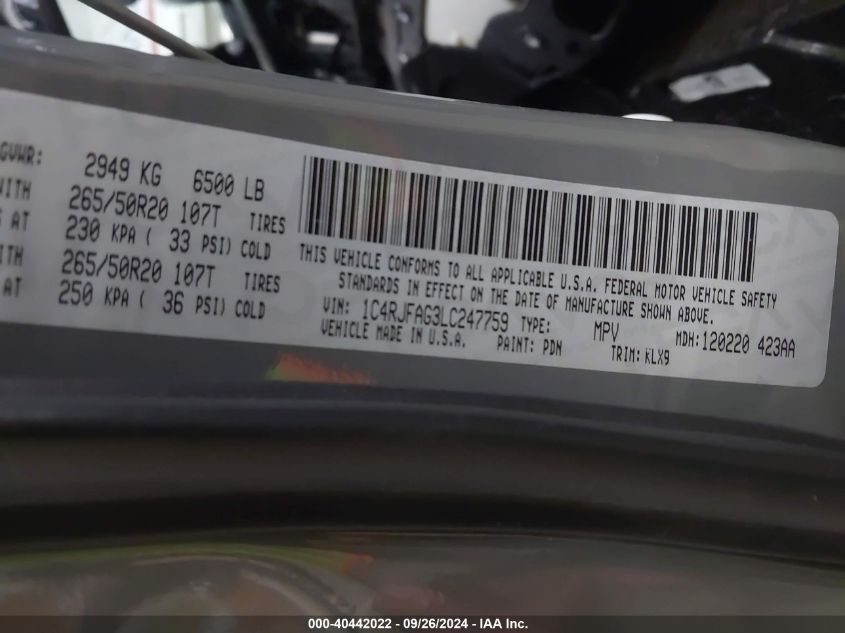 GVWR: 2949 KG 6500 LB
WITH 265/50R20 107T TIRES
AT 230 KPA ( 33 PSI) COLD
WITH 265/50R20 107T TIRES
AT 250 KPA ( 36 PSI) COLD
THIS VEHICLE CONFORMS TO ALL APPLICABLE U.S.A. FEDERAL MOTOR VEHICLE SAFETY
STANDARDS IN EFFECT ON THE DATE OF MANUFACTURE SHOWN ABOVE.
VIN: 1C4RJFAG3LC247759 TYPE: MPV MDH:120220 423AA
VEHICLE MADE IN U.S.A. PAINT: PDN TRIM: KLX9
000-40442022 - 09/26/2024 - IAA Inc.